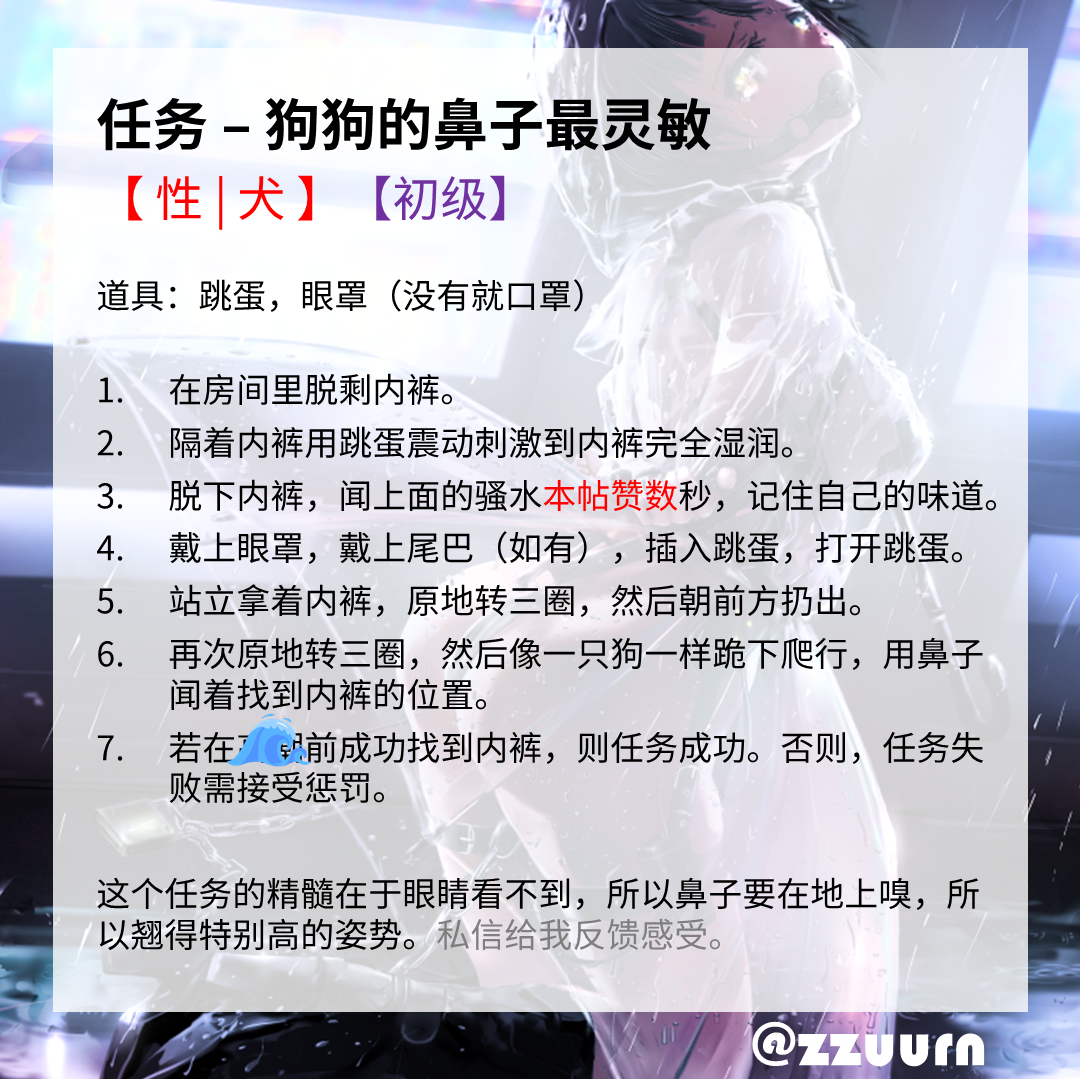 任务 – 狗狗的鼻子最灵敏
【 性 | 犬 】 【初级】
道具：跳蛋，眼罩（没有就口罩）
1. 在房间里脱剩内裤。
2. 隔着内裤用跳蛋震动刺激到内裤完全湿润。
3. 脱下内裤，闻上面的骚水本帖赞数秒，记住自己的味道。
4. 戴上眼罩，戴上尾巴（如有），插入跳蛋，打开跳蛋。
5. 站立拿着内裤，原地转三圈，然后朝前方扔出。
6. 再次原地转三圈，然后像一只狗一样跪下爬行，用鼻子
闻着找到内裤的位置。
7. 若在前成功找到内裤，则任务成功。否则，任务失
败需接受惩罚。
这个任务的精髓在于眼睛看不到，所以鼻子要在地上嗅，所
以翘得特别高的姿势。私信给我反馈感受。
@zzuurn